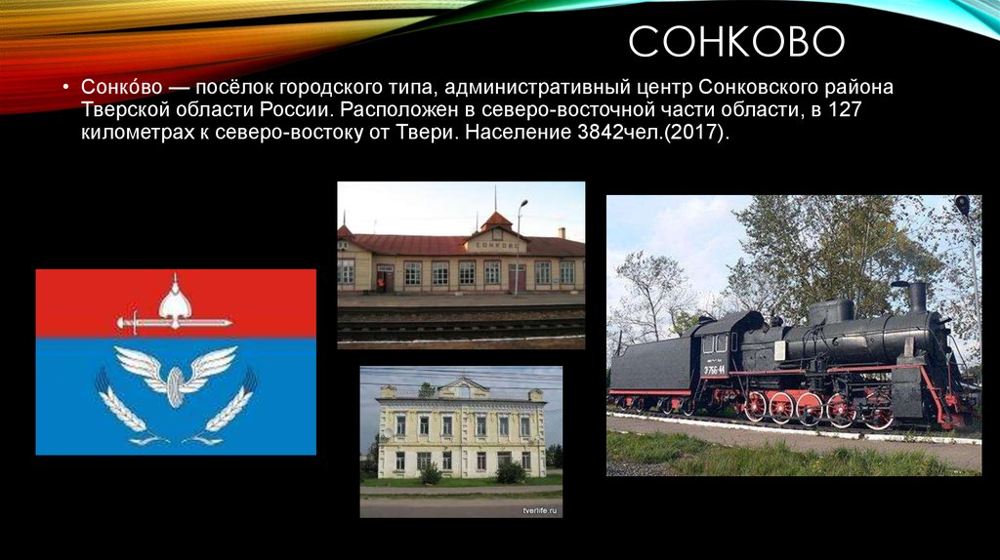 СОНКОВО
• Сонко́во — посёлок городского типа, административный центр Сонковского района
Тверской области России. Расположен в северо-восточной части области, в 127
километрах к северо-востоку от Твери. Население 3842чел.(2017).
СОНКОВО
tverlife.ru